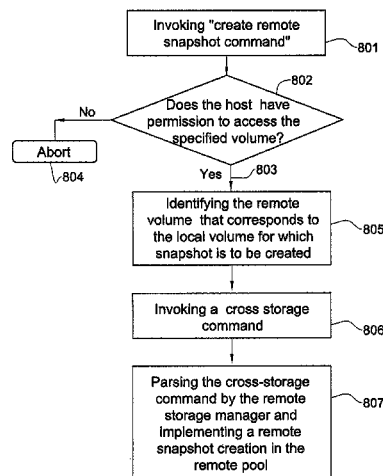 Invoking "create remote
snapshot command"
801
802
Does the host have
permission to access the
specified volume?
No
Abort
804
Yes
803
Identifying the remote
volume that corresponds to
the local volume for which
snapshot is to be created
805
Invoking a cross storage
command
806
Parsing the cross-storage
command by the remote
storage manager and
implementing a remote
snapshot creation in the
remote pool
807